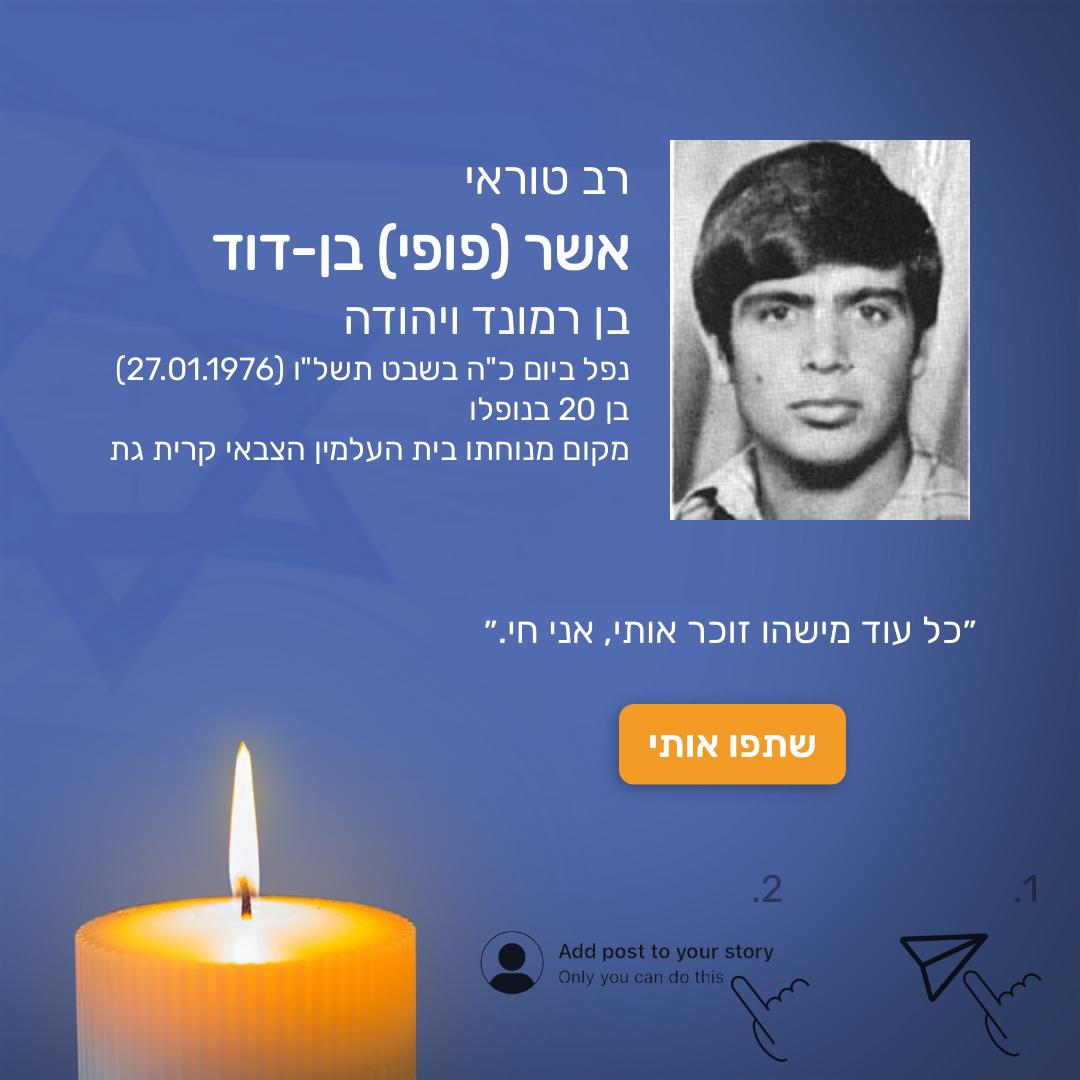 רב טוראי
אשר (פופי) בן-דוד
בן רמונד ויהודה
נפל ביום כ"ה בשבט תשל"ו (27.01.1976)
בן 20 בנופלו
מקום מנוחתו בית העלמין הצבאי קרית גת
״כל עוד מישהו זוכר אותי, אני חי.״
שתפו אותי
1.
2.
Add post to your story
Only you can do this